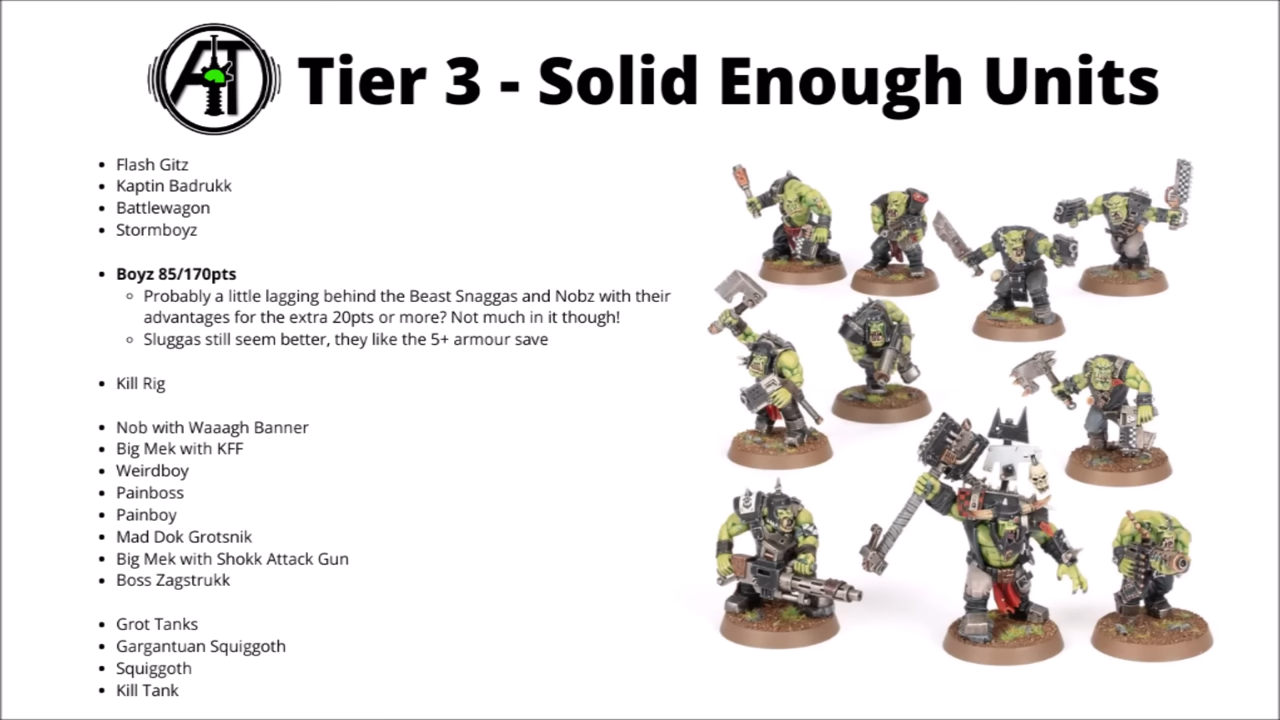 AT
Tier 3 - Solid Enough Units
• Flash Gitz
• Kaptin Badrukk
• Battlewagon
• Stormboyz
• Boyz 85/170pts
◦ Probably a little lagging behind the Beast Snaggas and Nobz with their
advantages for the extra 20pts or more? Not much in it though!
◦ Sluggas still seem better, they like the 5+ armour save
• Kill Rig
• Nob with Waaagh Banner
• Big Mek with KFF
• Weirdboy
• Painboss
• Painboy
• Mad Dok Grotsnik
• Big Mek with Shokk Attack Gun
• Boss Zagstrukk
• Grot Tanks
• Gargantuan Squiggoth
• Squiggoth
• Kill Tank